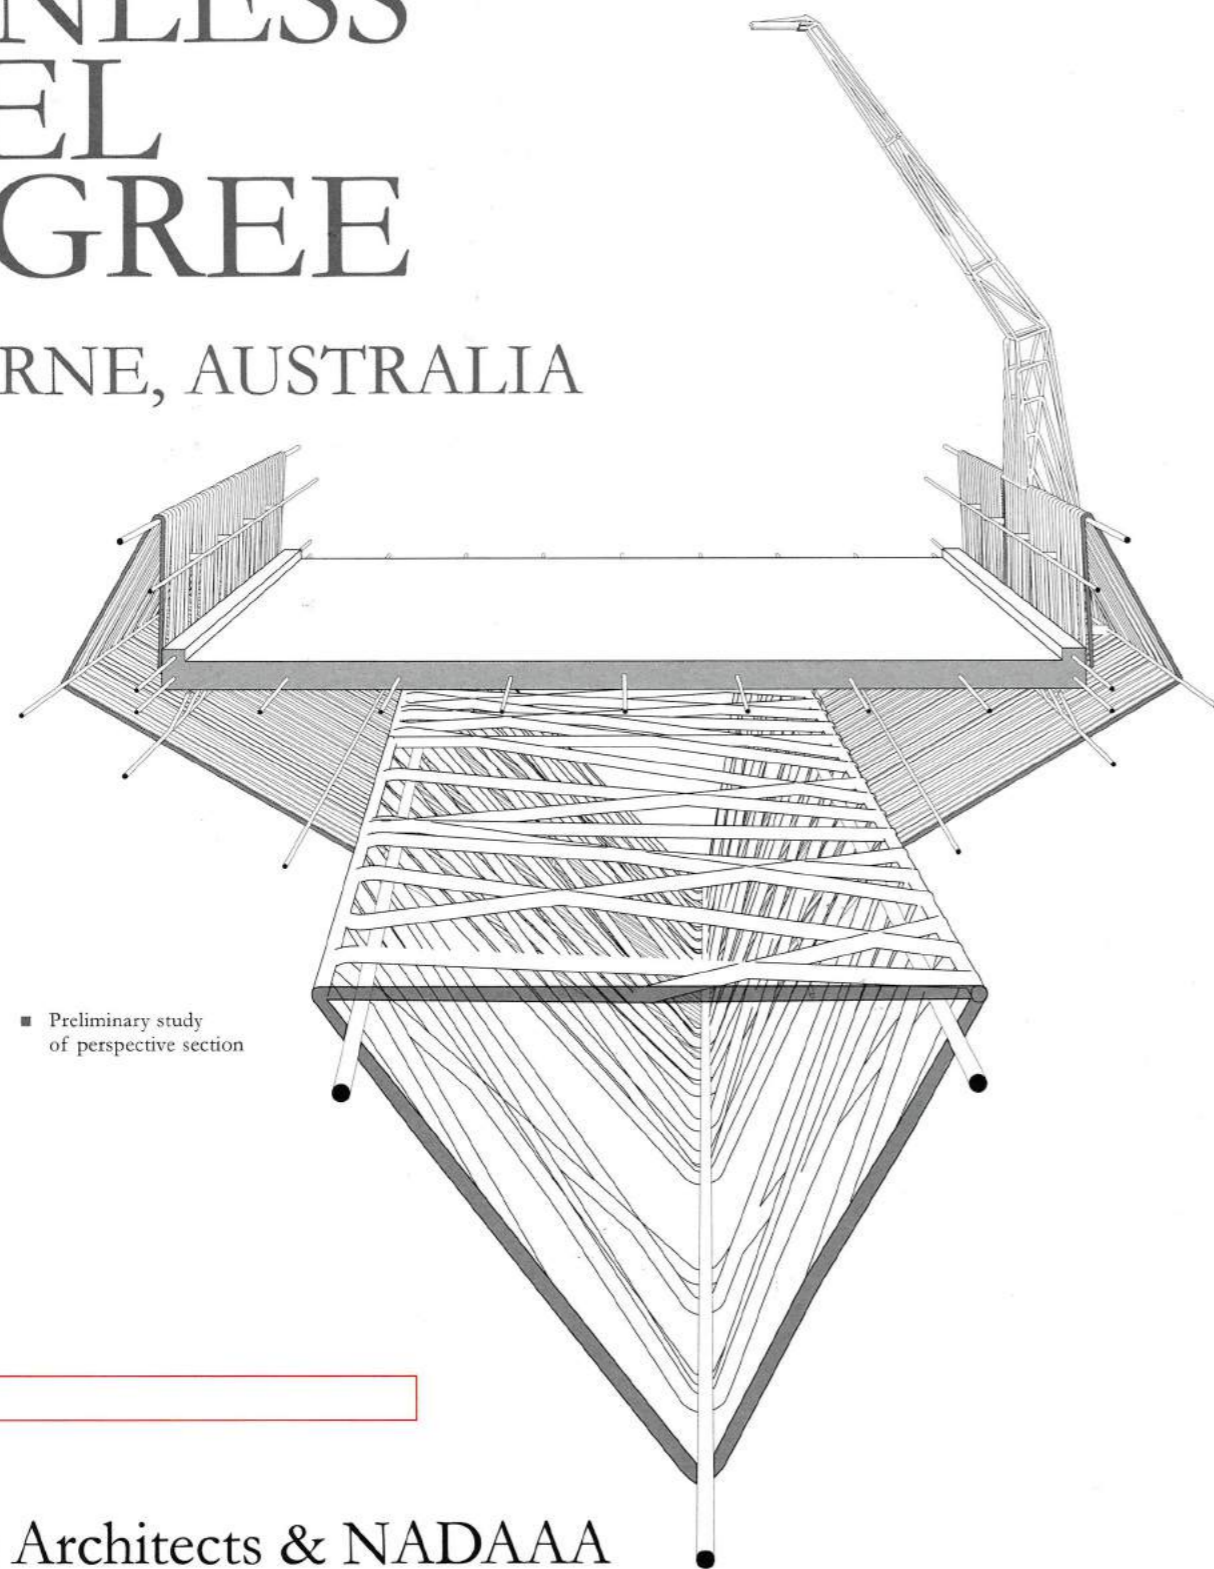 NLESS
EL
GREE
RNE, AUSTRALIA
■ Preliminary study
of perspective section
Architects & NADAAA